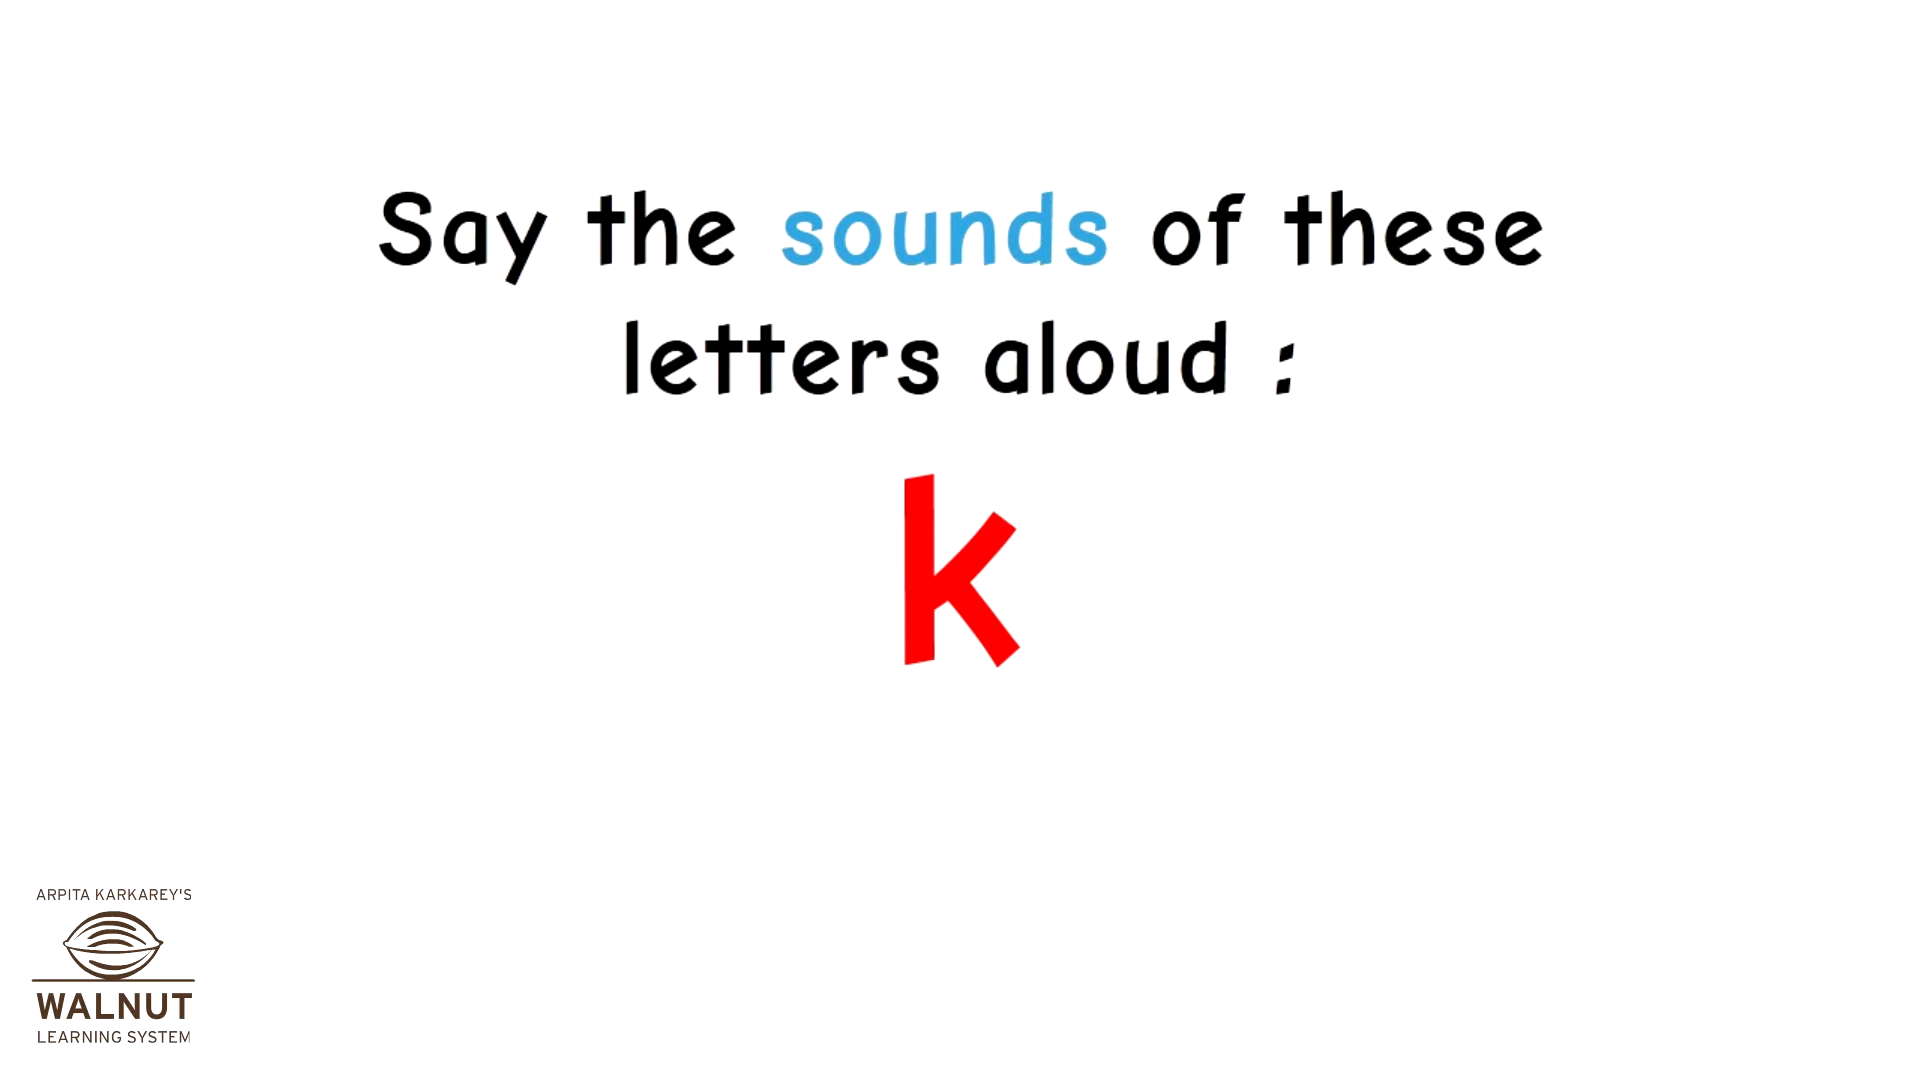 Say the sounds of these
letters aloud :
k
ARPITA KARKAREY'S
WALNUT
LEARNING SYSTEM